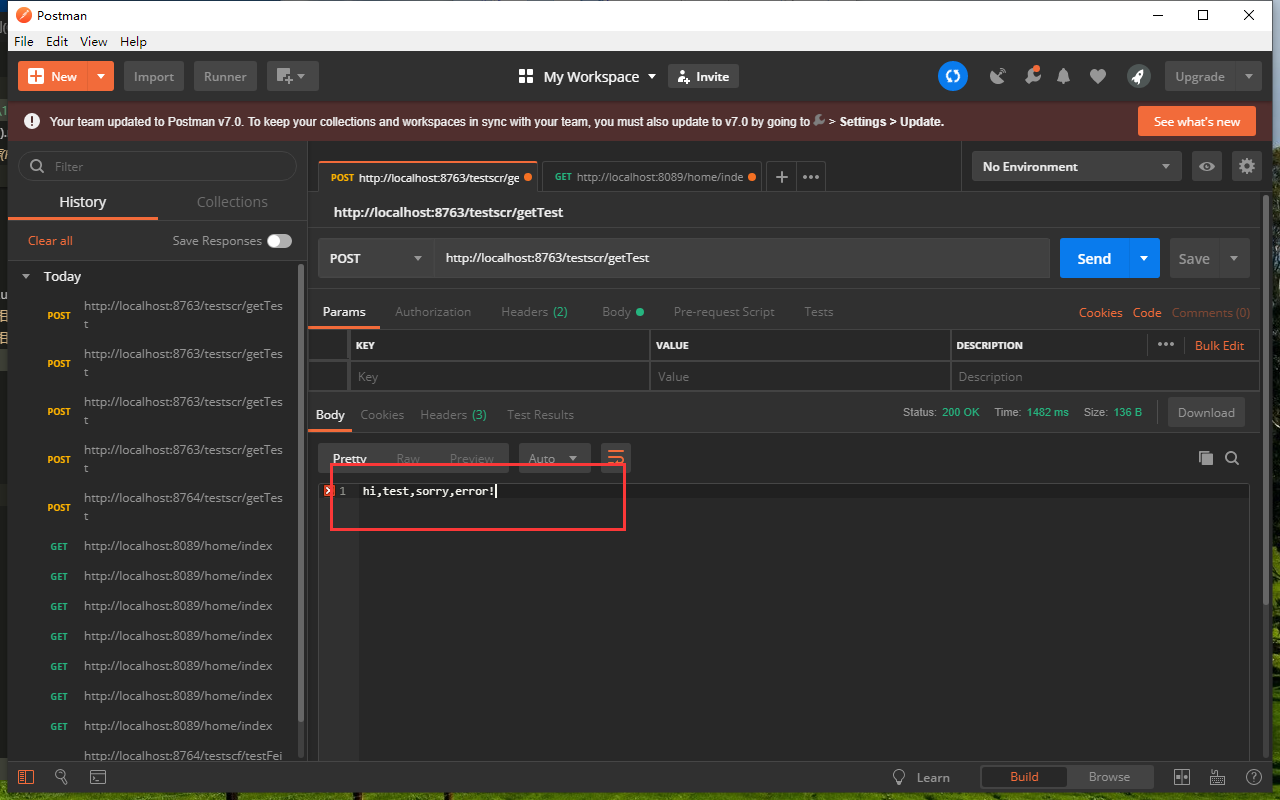 Postman
File Edit View Help
New Import Runner My Workspace Invite Upgrade
Your team updated to Postman v7.0. To keep your collections and workspaces in sync with your team, you must also update to v7.0 by going to > Settings > Update.
See what's new
Filter
History Collections
Clear all Save Responses
Today
POST http://localhost:8763/testscr/getTes
t
POST http://localhost:8763/testscr/getTes
t
POST http://localhost:8763/testscr/getTes
t
POST http://localhost:8763/testscr/getTes
t
POST http://localhost:8764/testscr/getTes
t
GET http://localhost:8089/home/index
GET http://localhost:8089/home/index
GET http://localhost:8089/home/index
GET http://localhost:8089/home/index
GET http://localhost:8089/home/index
GET http://localhost:8089/home/index
GET http://localhost:8089/home/index
http://localhost:8764/testscf/testFei
POST http://localhost:8763/testscr/ge GET http://localhost:8089/home/inde
No Environment
http://localhost:8763/testscr/getTest
POST http://localhost:8763/testscr/getTest Send Save
Params Authorization Headers (2) Body Pre-request Script Tests Cookies Code Comments (0)
KEY VALUE DESCRIPTION Bulk Edit
Key Value Description
Body Cookies Headers (3) Test Results Status: 200 OK Time: 1482 ms Size: 136 B Download
Pretty Raw Preview Auto
1 hi,test,sorry,error!
Learn Build Browse